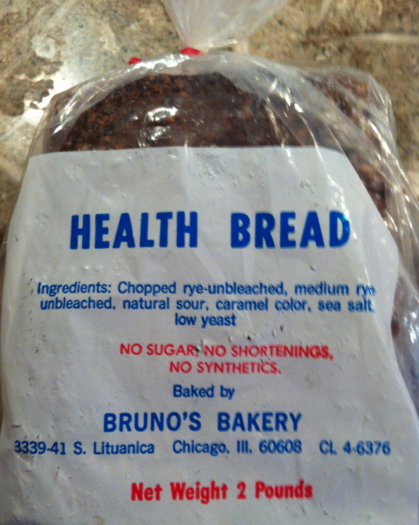 HEALTH BREAD
Ingredients: Chopped rye-unbleached, medium rye
unbleached, natural sour, caramel color, sea salt,
low yeast
NO SUGAR, NO SHORTENINGS,
NO SYNTHETICS.
Baked by
BRUNO'S BAKERY
3339-41 S. Lituanica Chicago, Ill. 60608 CL 4-6376
Net Weight 2 Pounds